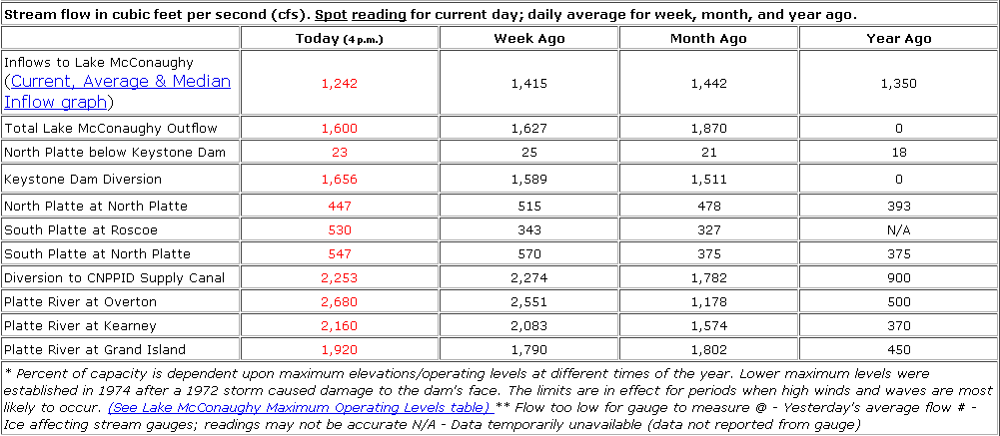 Stream flow in cubic feet per second (cfs). Spot reading for current day; daily average for week, month, and year ago.
Today (4 p.m.) Week Ago Month Ago Year Ago
Inflows to Lake McConaughy
(Current, Average & Median
Inflow graph) 1,242 1,415 1,442 1,350
Total Lake McConaughy Outflow 1,600 1,627 1,870 0
North Platte below Keystone Dam 23 25 21 18
Keystone Dam Diversion 1,656 1,589 1,511 0
North Platte at North Platte 447 515 478 393
South Platte at Roscoe 530 343 327 N/A
South Platte at North Platte 547 570 375 375
Diversion to CNPPID Supply Canal 2,253 2,274 1,782 900
Platte River at Overton 2,680 2,551 1,178 500
Platte River at Kearney 2,160 2,083 1,574 370
Platte River at Grand Island 1,920 1,790 1,802 450
* Percent of capacity is dependent upon maximum elevations/operating levels at different times of the year. Lower maximum levels were
established in 1974 after a 1972 storm caused damage to the dam's face. The limits are in effect for periods when high winds and waves are most
likely to occur. (See Lake McConaughy Maximum Operating Levels table) ** Flow too low for gauge to measure @ - Yesterday's average flow # -
Ice affecting stream gauges; readings may not be accurate N/A - Data temporarily unavailable (data not reported from gauge)